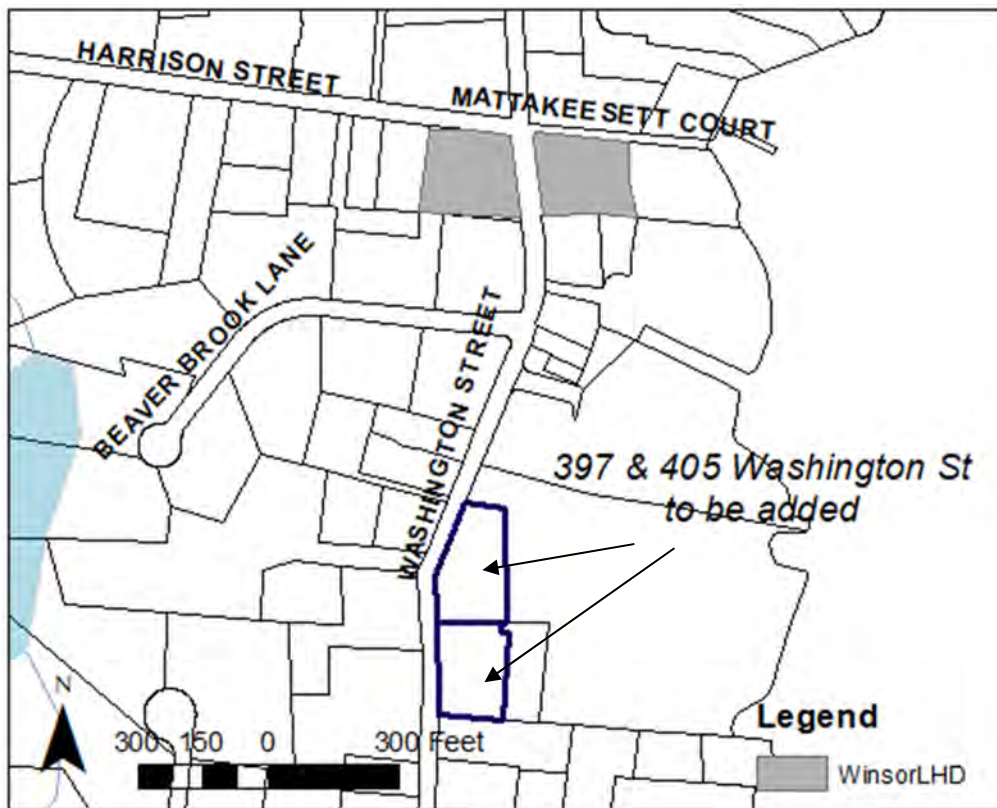 HARRISON STREET
MATTAKEESETT COURT
BEAVER BROOK LANE
WASHINGTON STREET
397 & 405 Washington St
to be added
N
300 150 0 300 Feet
Legend
WinsorLHD